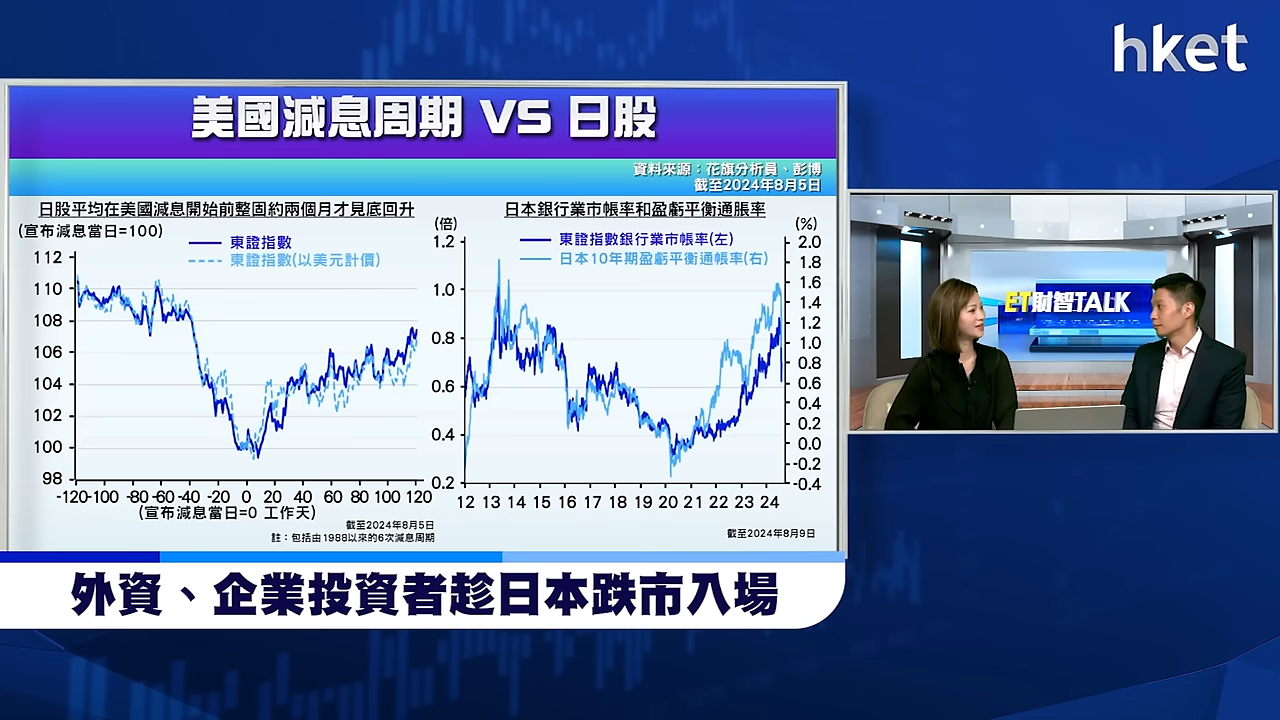 hket
美國減息周期 VS 日股
資料來源：花旗分析員、彭博
截至2024年8月5日
日股平均在美國減息開始前整固約兩個月才見底回升
(宣布減息當日=100)
東證指數
東證指數(以美元計價)
112
110
108
106
104
102
100
98
-120 -100 -80 -60 -40 -20 0 20 40 60 80 100 120
(宣布減息當日=0 工作天)
截至2024年8月5日
註：包括由1988以來的6次減息周期
日本銀行業市帳率和盈虧平衡通脹率
(倍)
(%)
東證指數銀行業市帳率(左)
日本10年期盈虧平衡通帳率(右)
1.2
1.0
0.8
0.6
0.4
0.2
2.0
1.8
1.6
1.4
1.2
1.0
0.8
0.6
0.4
0.2
0.0
-0.2
-0.4
12 13 14 15 16 17 18 19 20 21 22 23 24
截至2024年8月9日
ET財智TALK
外資、企業投資者趁日本跌市入場